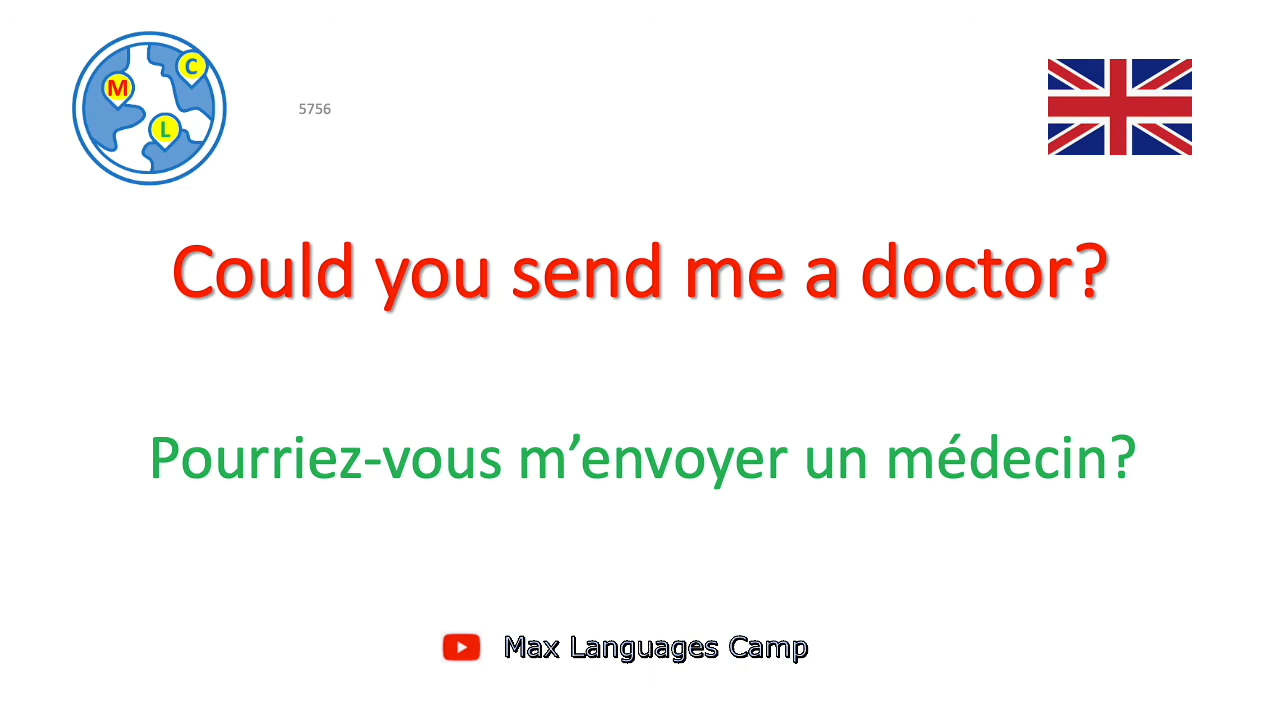 C
M
L
5756
Could you send me a doctor?
Pourriez-vous m’envoyer un médecin?
Max Languages Camp